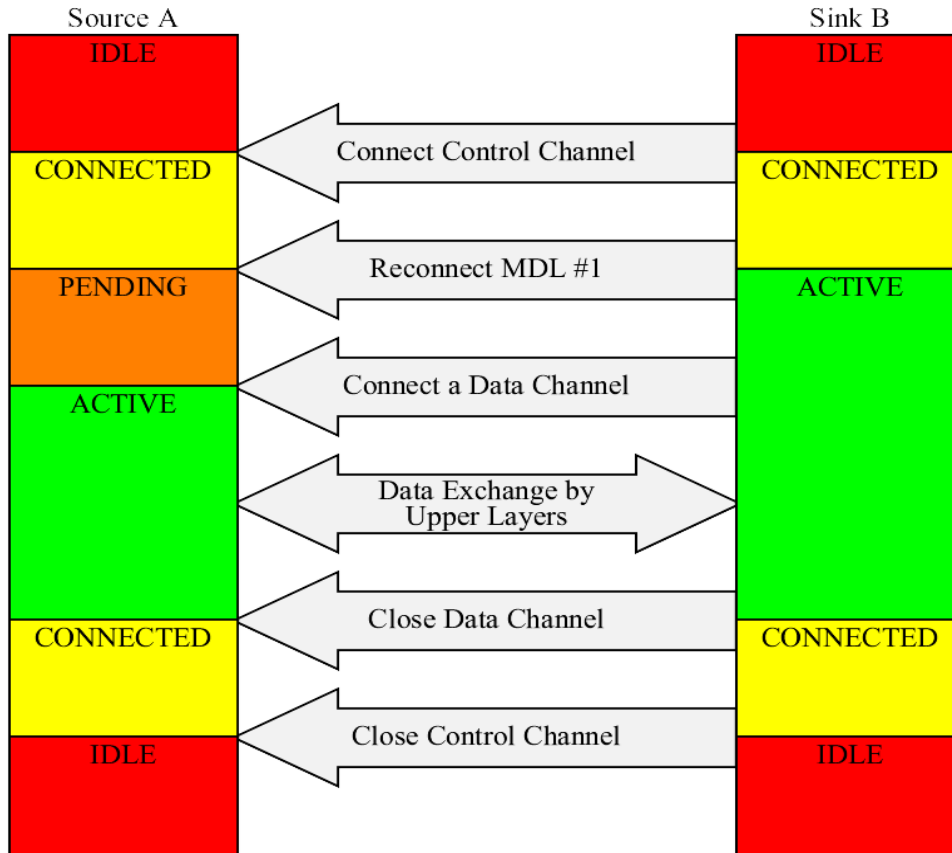 Source A
Sink B
IDLE
IDLE
Connect Control Channel
CONNECTED
CONNECTED
Reconnect MDL #1
PENDING
ACTIVE
Connect a Data Channel
ACTIVE
Data Exchange by
Upper Layers
Close Data Channel
CONNECTED
CONNECTED
Close Control Channel
IDLE
IDLE